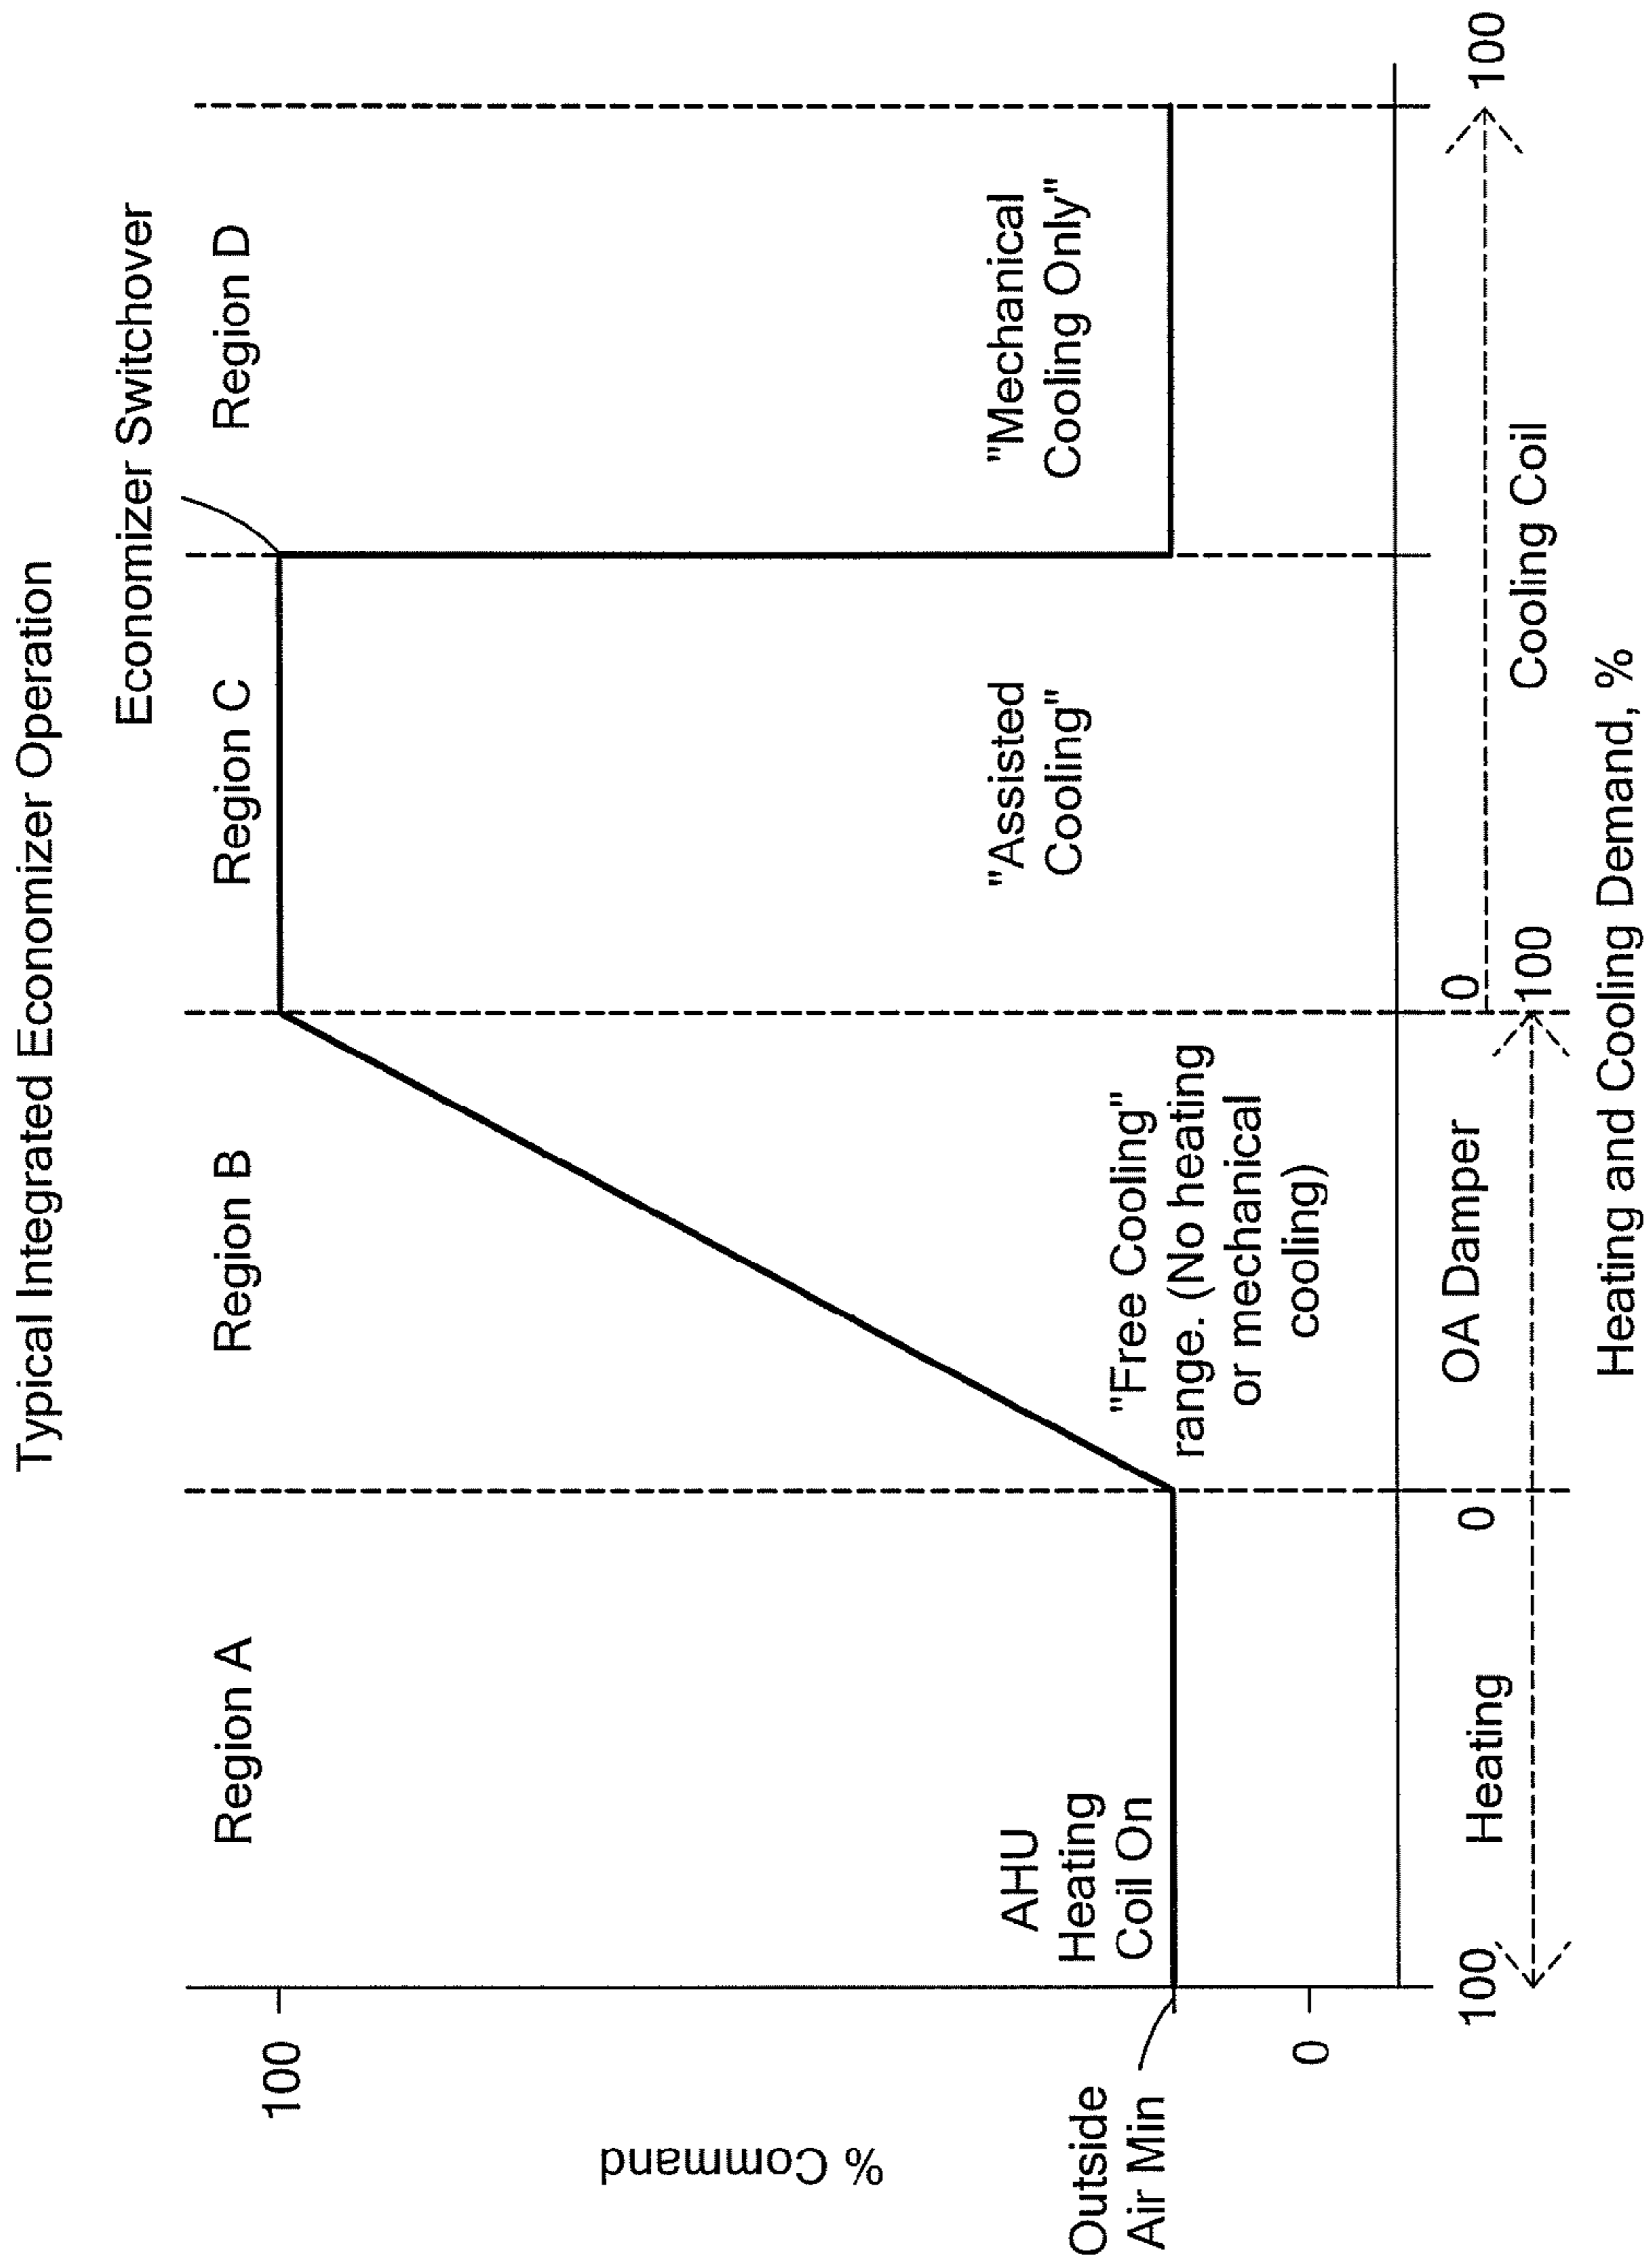 Typical Integrated Economizer Operation
Economizer Switchover
Region A
Region B
Region C
Region D
100
% Command
Outside
Air Min
0
AHU
Heating
Coil On
"Free Cooling"
range. (No heating
or mechanical
cooling)
"Assisted
Cooling"
"Mechanical
Cooling Only"
100
Heating
0
OA Damper
100
0
Cooling Coil
100
Heating and Cooling Demand, %